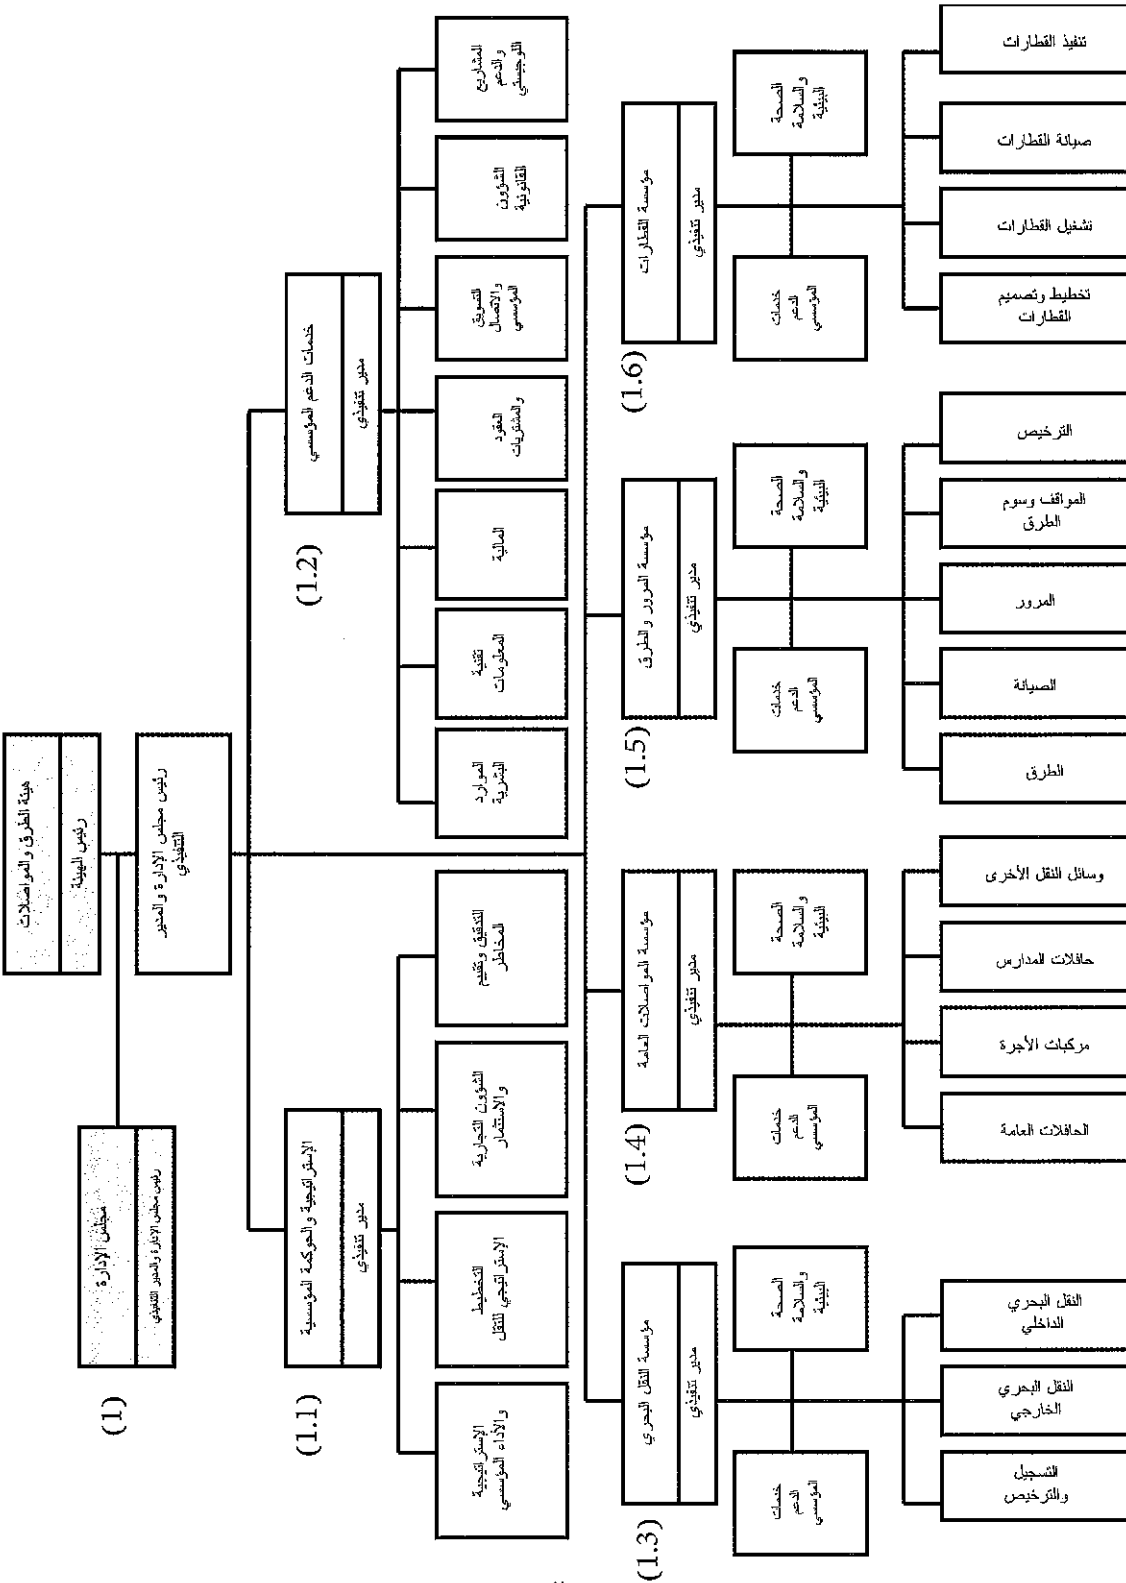 هيئة الطرق والمواصلات
رئيس الهيئة
(1)
مجلس الإدارة
رئيس مجلس الإدارة والمدير التنفيذي
رئيس مجلس الإدارة والمدير
التنفيذي
(1.1)
الإستراتيجية والحوكمة المؤسسية
مدير تنفيذي
(1.2)
خدمات الدعم المؤسسي
مدير تنفيذي
الإستراتيجية
والأداء المؤسسي
التخطيط
الإستراتيجي للنقل
الشؤون التجارية
والاستثمار
التدقيق وتقييم
المخاطر
الموارد
البشرية
تقنية
المعلومات
المالية
العقود
والمشتريات
التسويق
والاتصال
المؤسسي
الشؤون
القانونية
المشاريع
والدعم
اللوجيستي
(1.3)
مؤسسة النقل البحري
مدير تنفيذي
(1.4)
مؤسسة المواصلات العامة
مدير تنفيذي
(1.5)
مؤسسة المرور والطرق
مدير تنفيذي
(1.6)
مؤسسة القطارات
مدير تنفيذي
خدمات
الدعم
المؤسسي
الصحة
والسلامة
البيئية
خدمات
الدعم
المؤسسي
الصحة
والسلامة
البيئية
خدمات
الدعم
المؤسسي
الصحة
والسلامة
البيئية
خدمات
الدعم
المؤسسي
الصحة
والسلامة
البيئية
التسجيل
والترخيص
النقل البحري
الخارجي
النقل البحري
الداخلي
الحافلات العامة
مركبات الأجرة
حافلات المدارس
وسائل النقل الأخرى
الطرق
الصيانة
المرور
المواقف وسوم
الطرق
الترخيص
تخطيط وتصميم
القطارات
تشغيل القطارات
صيانة القطارات
تنفيذ القطارات